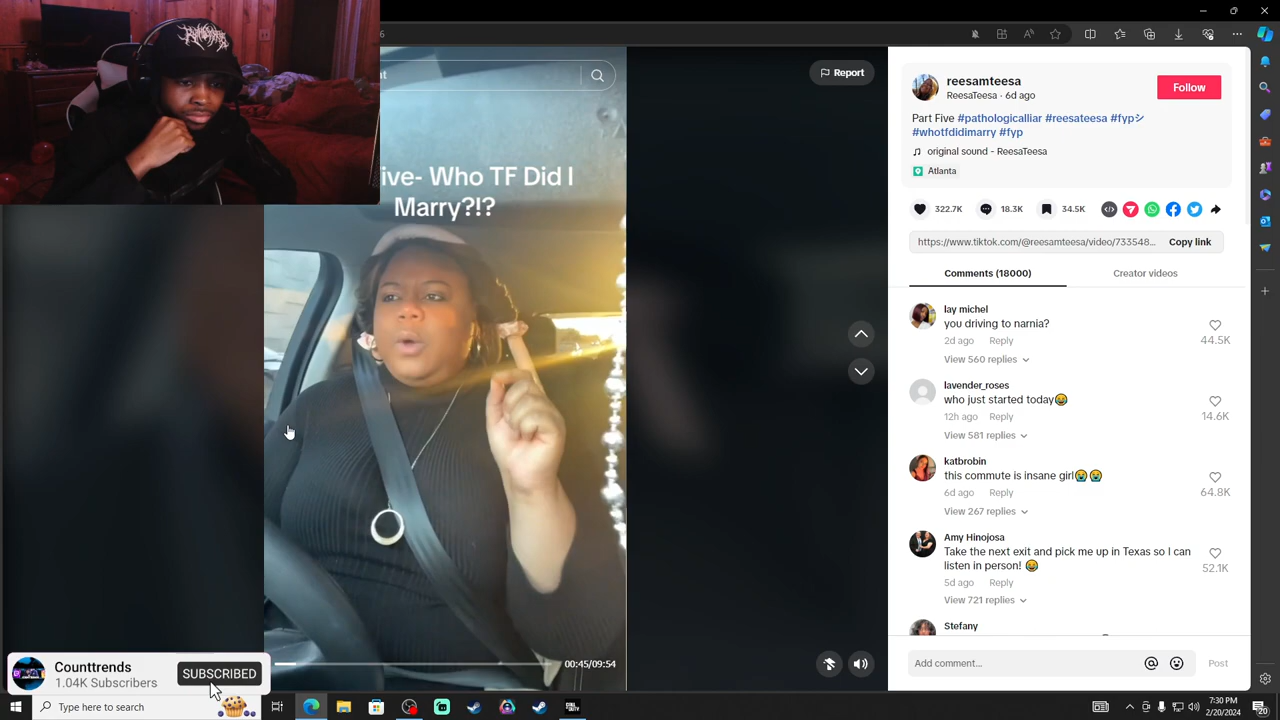 Report
ive- Who TF Did I
Marry?!?
00:45/09:54
reesamteesa
ReesaTeesa · 6d ago
Follow
Part Five #pathologicalliar #reesateesa #fypシ
#whotfdidimarry #fyp
original sound - ReesaTeesa
Atlanta
322.7K
18.3K
34.5K
https://www.tiktok.com/@reesamteesa/video/733548...
Copy link
Comments (18000)
Creator videos
lay michel
you driving to narnia?
2d ago Reply
44.5K
View 560 replies
lavender_roses
who just started today😂
12h ago Reply
14.6K
View 581 replies
katbrobin
this commute is insane girl😭😭
6d ago Reply
64.8K
View 267 replies
Amy Hinojosa
Take the next exit and pick me up in Texas so I can
listen in person! 😂
5d ago Reply
52.1K
View 721 replies
Stefany
Add comment...
Post
Counttrends
1.04K Subscribers
SUBSCRIBED
Type here to search
7:30 PM
2/20/2024